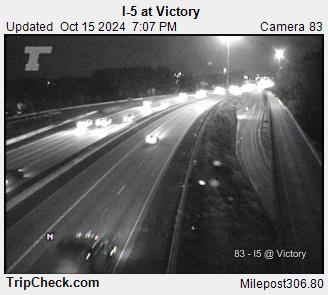 I-5 at Victory
Updated Oct 15 2024 7:07 PM Camera 83
T
N
83 - I5 @ Victory
TripCheck.com Milepost306.80